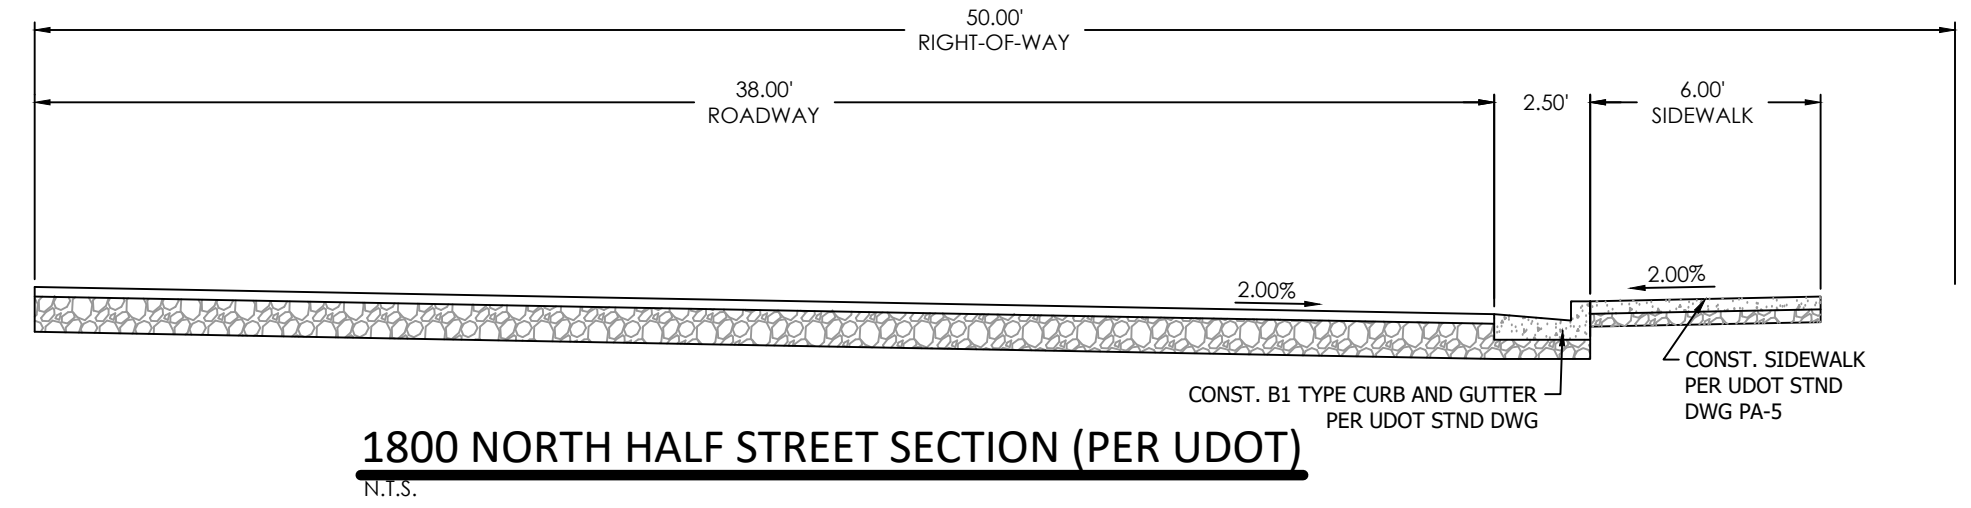 50.00'
RIGHT-OF-WAY
38.00'
ROADWAY
2.50'
6.00'
SIDEWALK
2.00%
2.00%
CONST. B1 TYPE CURB AND GUTTER
PER UDOT STND DWG
CONST. SIDEWALK
PER UDOT STND
DWG PA-5
1800 NORTH HALF STREET SECTION (PER UDOT)
N.T.S.